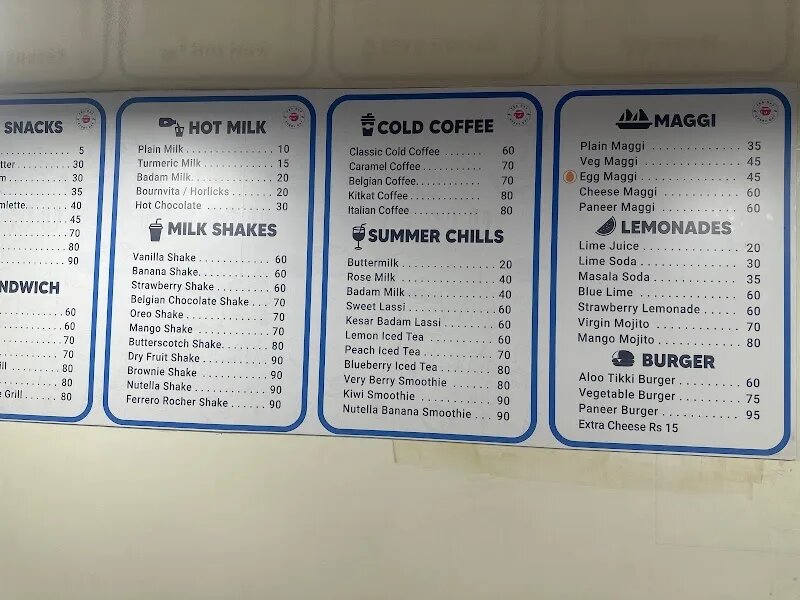 SNACKS
5
30
30
35
40
45
70
80
90
60
60
70
70
80
80
Grill 80
HOT MILK
Plain Milk 10
Turmeric Milk 15
Badam Milk 20
Bournvita / Horlicks 20
Hot Chocolate 30
MILK SHAKES
Vanilla Shake 60
Banana Shake 60
Strawberry Shake 60
Belgian Chocolate Shake 70
Oreo Shake 70
Mango Shake 70
Butterscotch Shake 80
Dry Fruit Shake 90
Brownie Shake 90
Nutella Shake 90
Ferrero Rocher Shake 90
COLD COFFEE
Classic Cold Coffee 60
Caramel Coffee 70
Belgian Coffee 70
Kitkat Coffee 80
Italian Coffee 80
SUMMER CHILLS
Buttermilk 20
Rose Milk 40
Badam Milk 40
Sweet Lassi 60
Kesar Badam Lassi 60
Lemon Iced Tea 60
Peach Iced Tea 70
Blueberry Iced Tea 80
Very Berry Smoothie 80
Kiwi Smoothie 90
Nutella Banana Smoothie 90
MAGGI
Plain Maggi 35
Veg Maggi 45
Egg Maggi 45
Cheese Maggi 60
Paneer Maggi 60
LEMONADES
Lime Juice 20
Lime Soda 30
Masala Soda 35
Blue Lime 60
Strawberry Lemonade 60
Virgin Mojito 70
Mango Mojito 80
BURGER
Aloo Tikki Burger 60
Vegetable Burger 75
Paneer Burger 95
Extra Cheese Rs 15